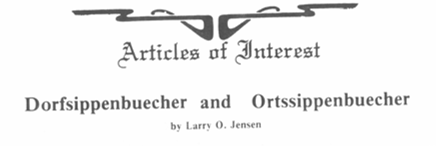 Articles of Interest
Dorfsippenbuecher and Ortssippenbuecher
by Larry O. Jensen